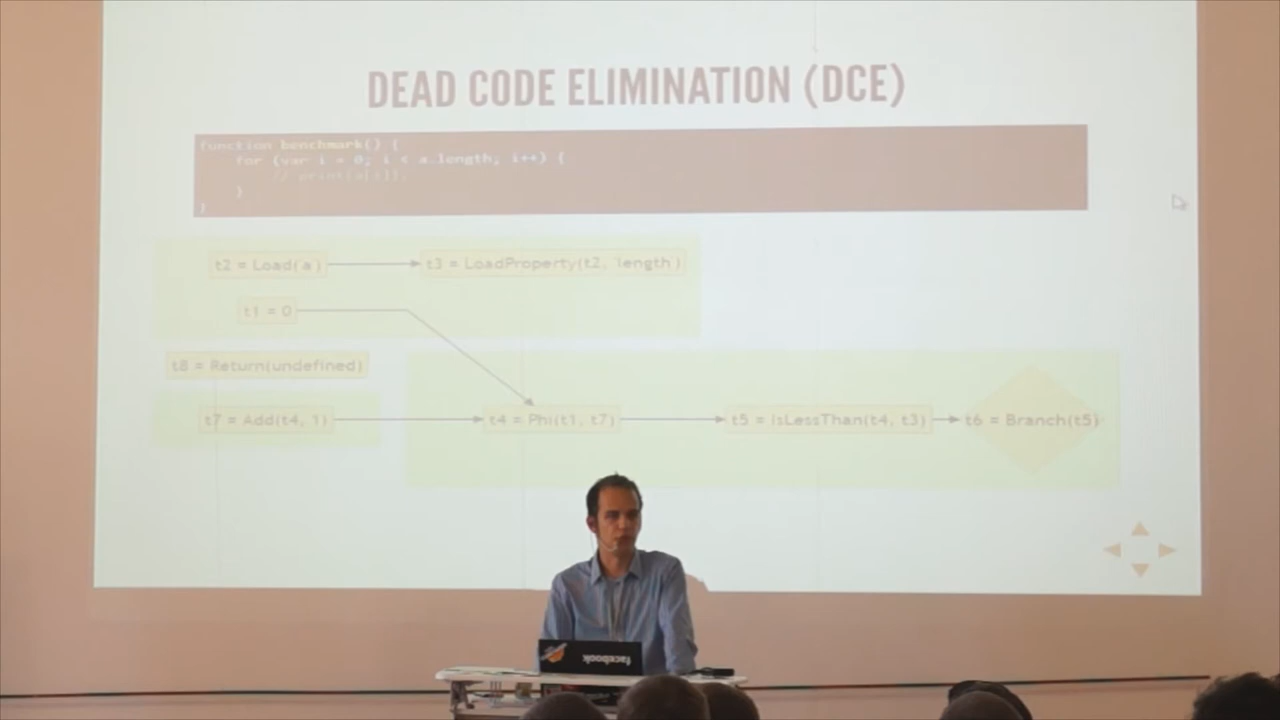 DEAD CODE ELIMINATION (DCE)
function benchmark() {
for (var i = 0; i < a.length; i++) {
// print(a[i]);
}
}
t2 = Load(a)
t3 = LoadProperty(t2, length)
t1 = 0
t8 = Return(undefined)
t7 = Add(t4, 1)
t4 = Phi(t1, t7)
t5 = isLessThan(t4, t3)
t6 = Branch(t5)
facebook